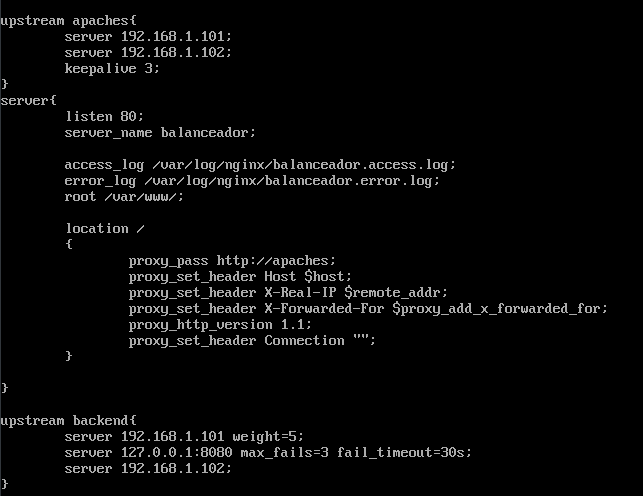 upstream apaches{
        server 192.168.1.101;
        server 192.168.1.102;
        keepalive 3;
}
server{
        listen 80;
        server_name balanceador;

        access_log /var/log/nginx/balanceador.access.log;
        error_log /var/log/nginx/balanceador.error.log;
        root /var/www/;

        location /
        {
                proxy_pass http://apaches;
                proxy_set_header Host $host;
                proxy_set_header X-Real-IP $remote_addr;
                proxy_set_header X-Forwarded-For $proxy_add_x_forwarded_for;
                proxy_http_version 1.1;
                proxy_set_header Connection "";
        }

}

upstream backend{
        server 192.168.1.101 weight=5;
        server 127.0.0.1:8080 max_fails=3 fail_timeout=30s;
        server 192.168.1.102;
}